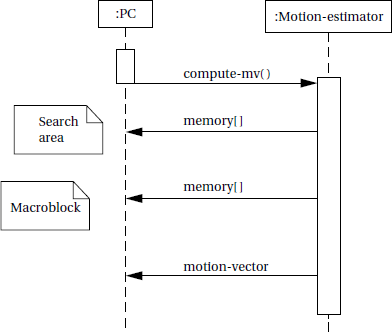 :PC
:Motion-estimator
compute-mv()
Search
area
memory[]
memory[]
Macroblock
motion-vector